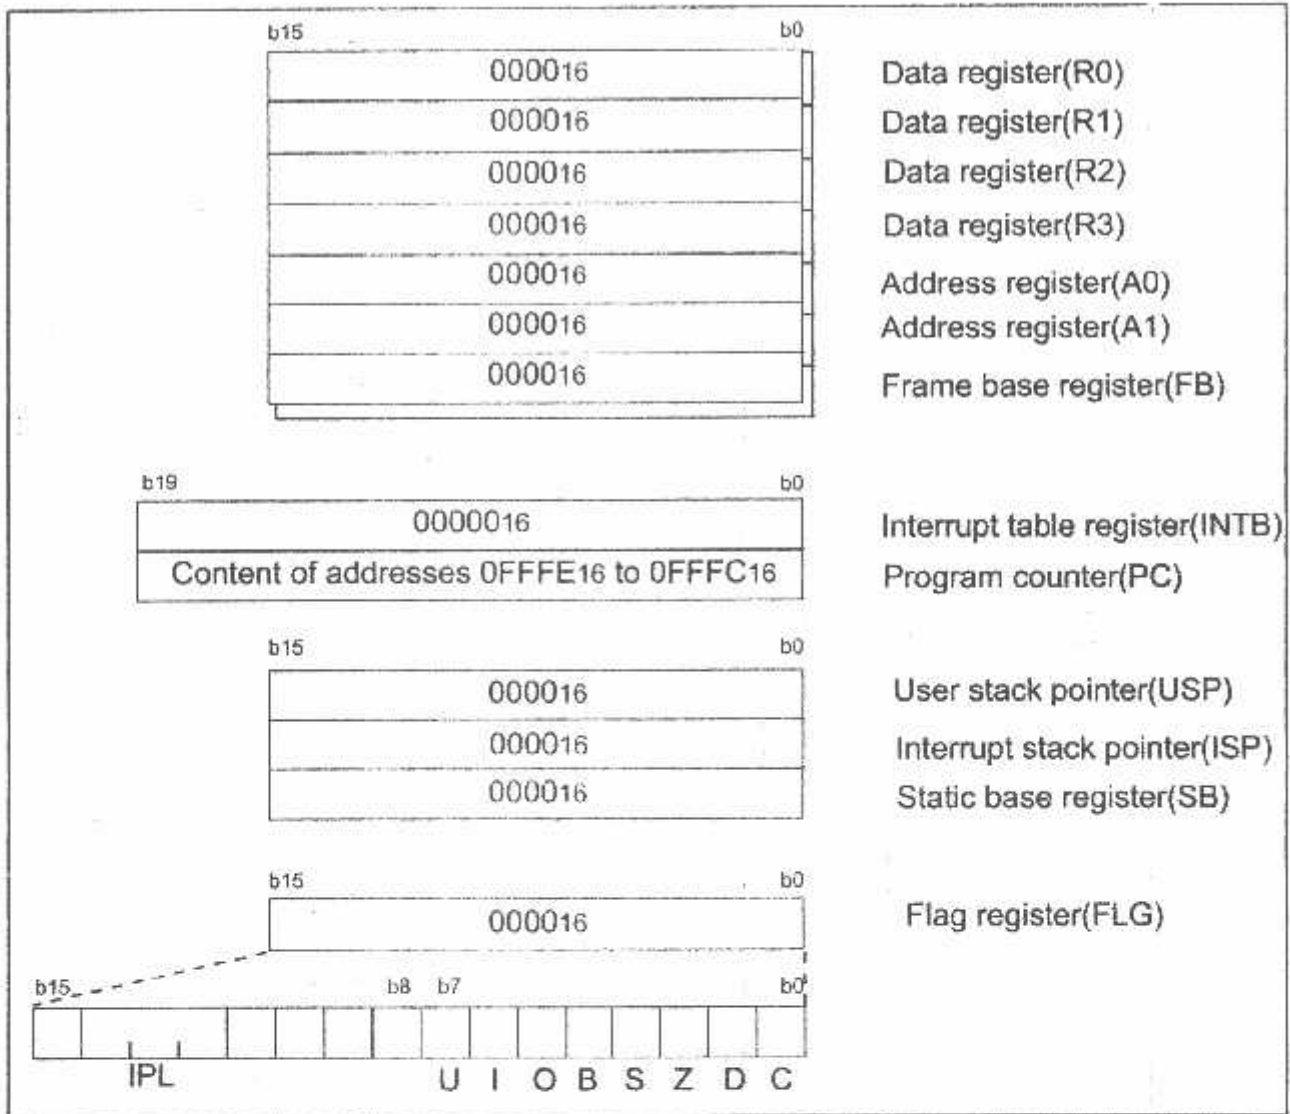 b15 b0
000016 Data register(R0)
000016 Data register(R1)
000016 Data register(R2)
000016 Data register(R3)
000016 Address register(A0)
000016 Address register(A1)
000016 Frame base register(FB)
b19 b0
0000016 Interrupt table register(INTB)
Content of addresses 0FFFE16 to 0FFFC16 Program counter(PC)
b15 b0
000016 User stack pointer(USP)
000016 Interrupt stack pointer(ISP)
000016 Static base register(SB)
b15 b0
000016 Flag register(FLG)
b15 b8 b7 b0
IPL U I O B S Z D C